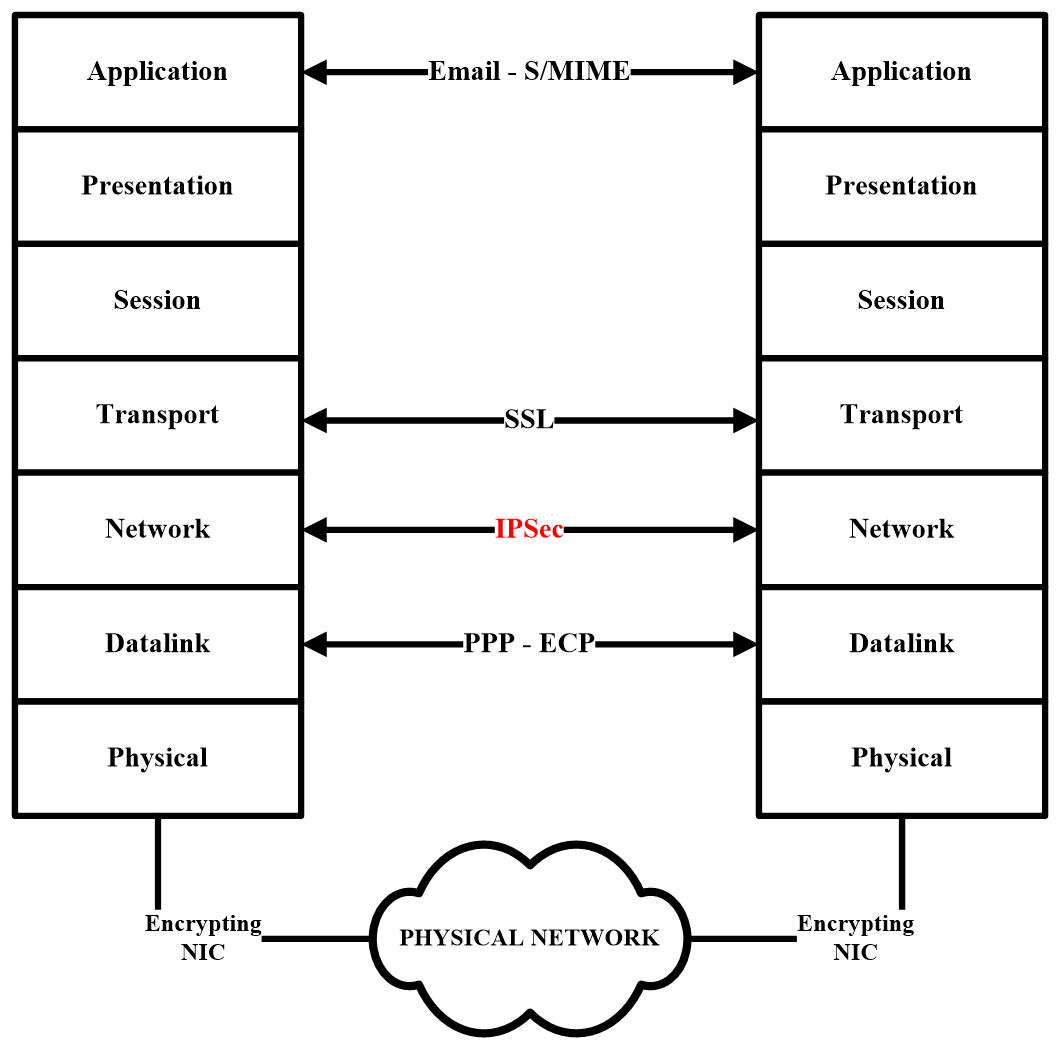 Application
Email - S/MIME
Application
Presentation
Presentation
Session
Session
Transport
SSL
Transport
Network
IPSec
Network
Datalink
PPP - ECP
Datalink
Physical
Physical
Encrypting
NIC
PHYSICAL NETWORK
Encrypting
NIC